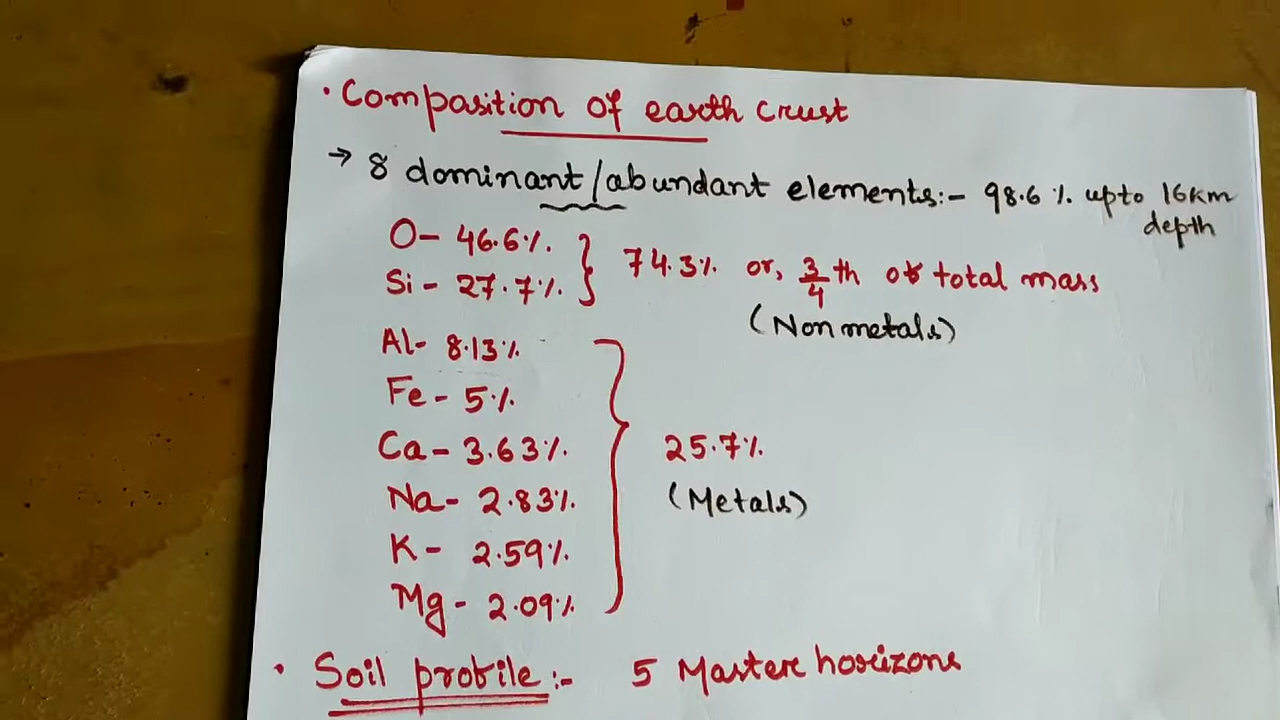 · Composition of earth crust
→ 8 dominant/abundant elements:- 98.6% upto 16km depth
O- 46.6%.
Si- 27.7%
74.3% or, 3/4 th of total mass
(Nonmetals)
Al- 8.13%
Fe- 5%
Ca- 3.63%
Na- 2.83%
K- 2.59%
Mg- 2.09%
25.7%
(Metals)
· Soil profile:- 5 Master horizons